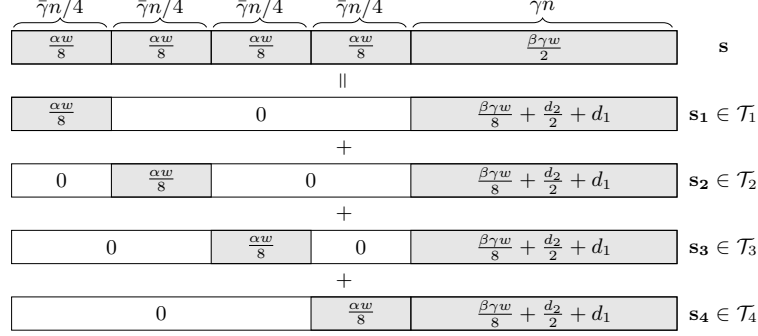 γ̄n/4 γ̄n/4 γ̄n/4 γ̄n/4 γn
αw/8 αw/8 αw/8 αw/8 βγw/2 s
=
αw/8 0 βγw/8 + d₂/2 + d₁ s₁ ∈ 𝒯₁
+
0 αw/8 0 βγw/8 + d₂/2 + d₁ s₂ ∈ 𝒯₂
+
0 αw/8 0 βγw/8 + d₂/2 + d₁ s₃ ∈ 𝒯₃
+
0 αw/8 βγw/8 + d₂/2 + d₁ s₄ ∈ 𝒯₄